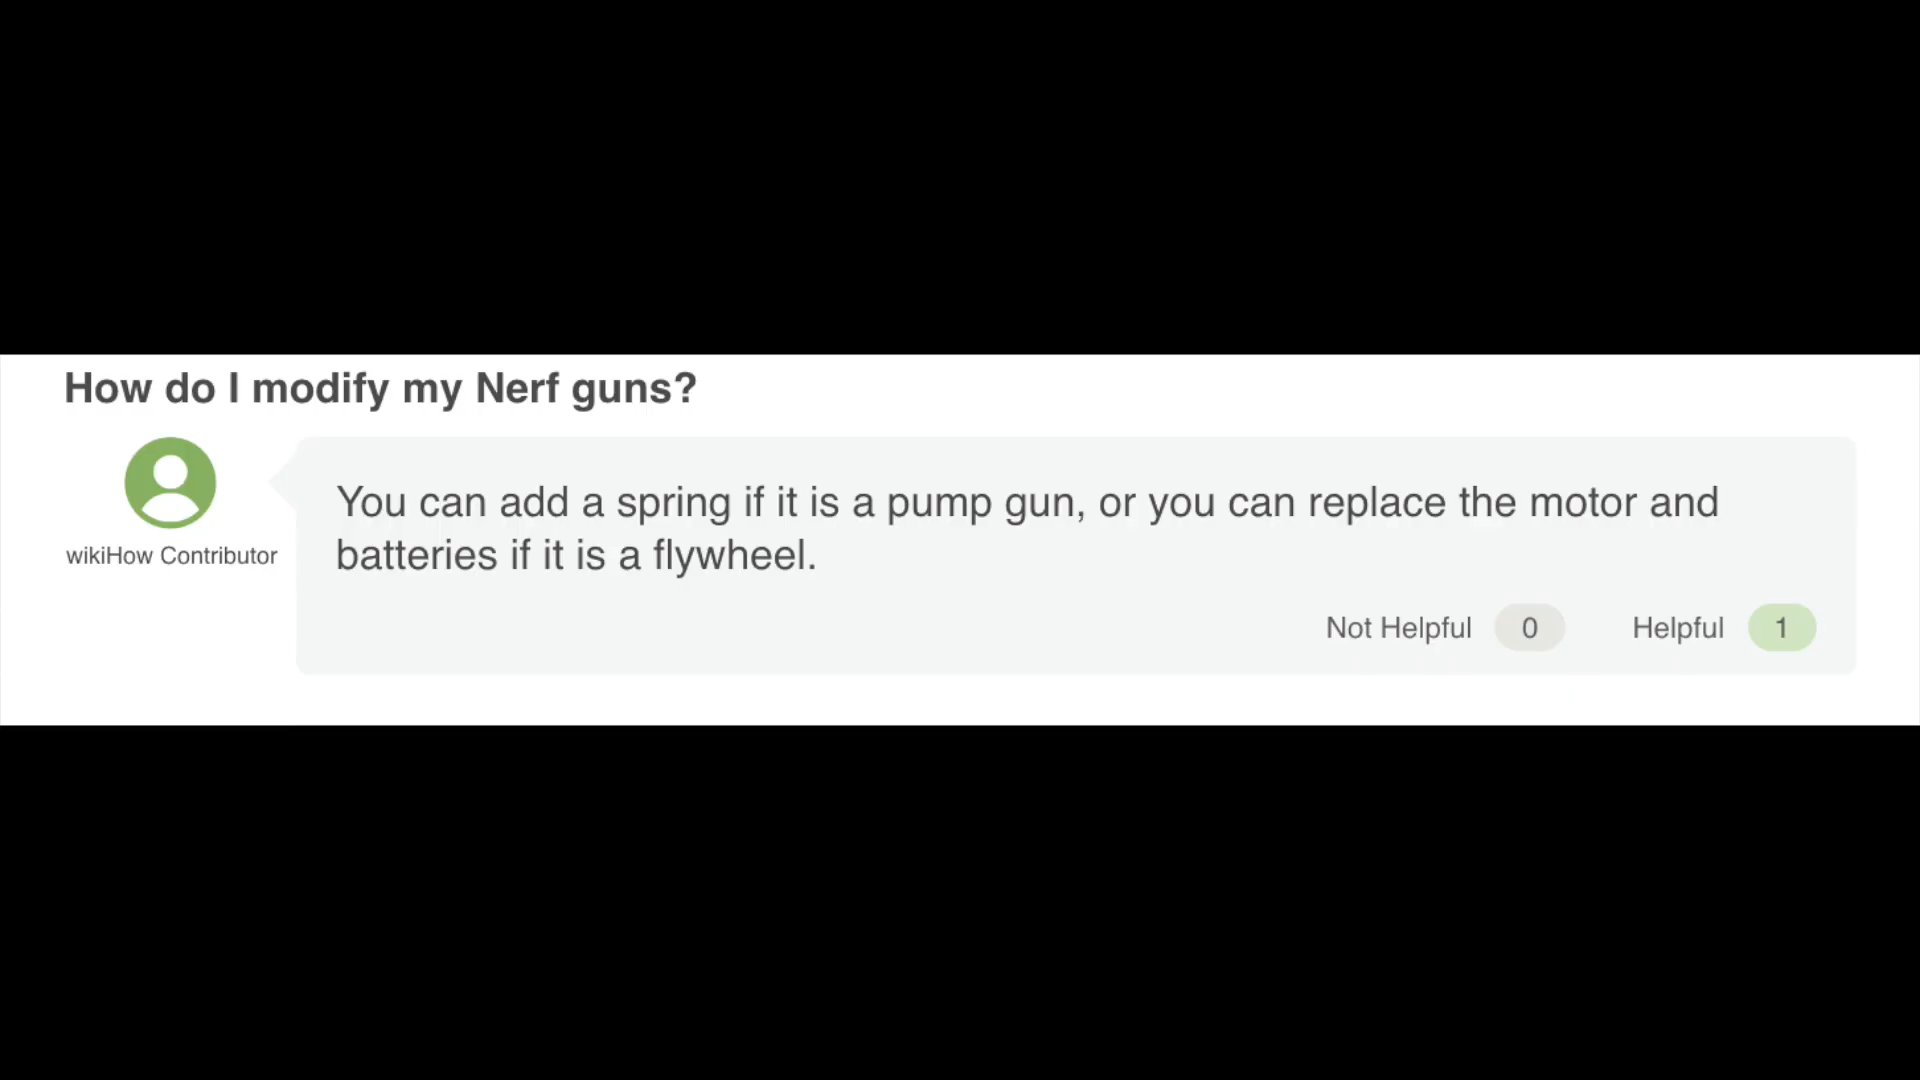 How do I modify my Nerf guns?
wikiHow Contributor
You can add a spring if it is a pump gun, or you can replace the motor and
batteries if it is a flywheel.
Not Helpful 0 Helpful 1